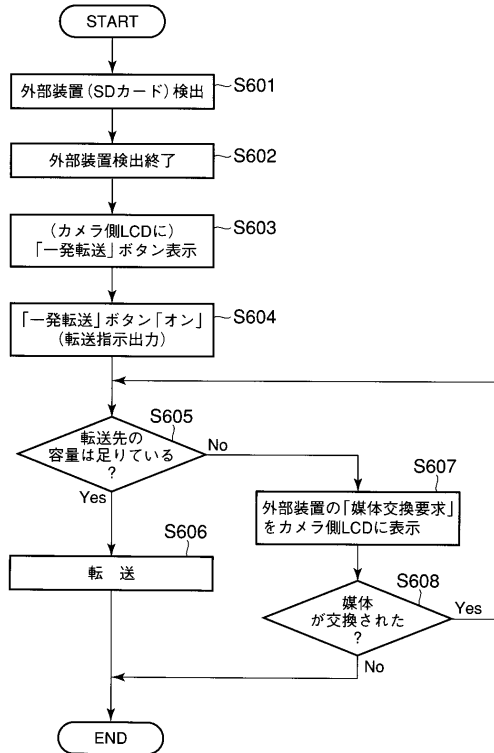 START
外部装置(SDカード)検出
S601
外部装置検出終了
S602
(カメラ側LCDに)
「一発転送」ボタン表示
S603
「一発転送」ボタン「オン」
(転送指示出力)
S604
転送先の
容量は足りている
?
S605
No
Yes
転 送
S606
外部装置の「媒体交換要求」
をカメラ側LCDに表示
S607
媒体
が交換された
?
S608
Yes
No
END